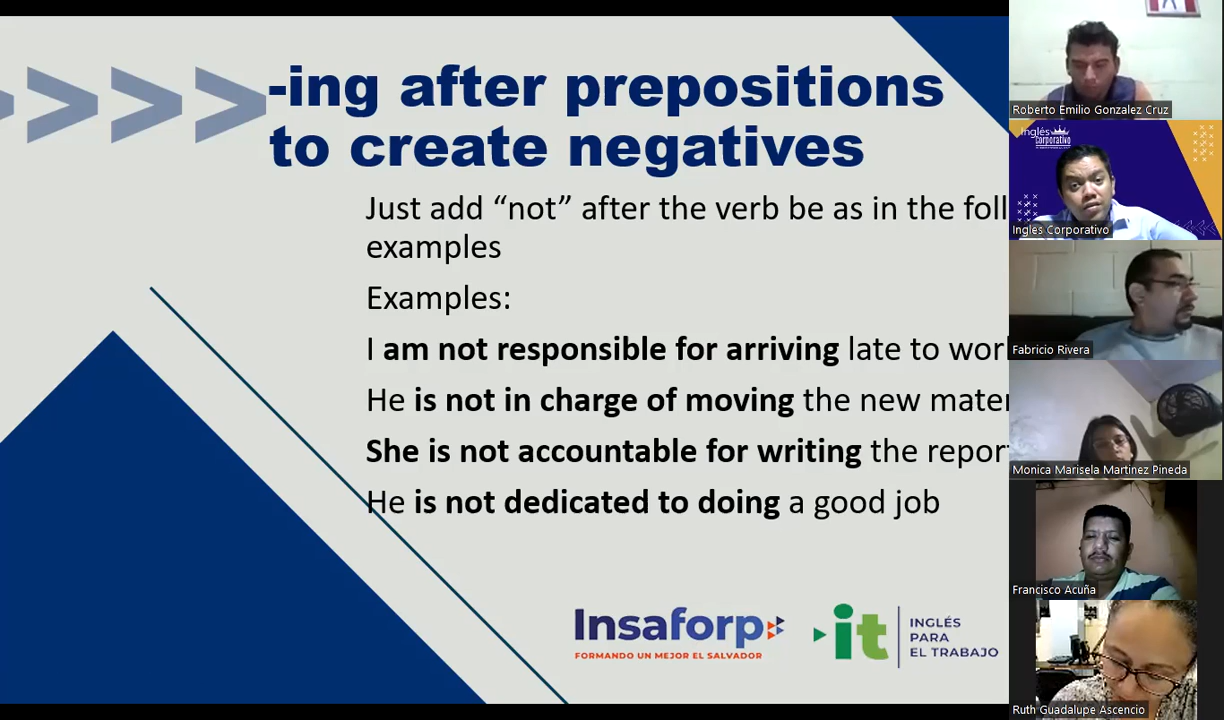 -ing after prepositions
to create negatives
Just add “not” after the verb be as in the
examples
Examples:
I am not responsible for arriving late to
He is not in charge of moving the new
She is not accountable for writing the
He is not dedicated to doing a good job
Insaforp
FORMANDO UN MEJOR EL SALVADOR
it
INGLÉS
PARA
EL TRABAJO
Roberto Emilio Gonzalez Cruz
Inglés
corporativo
Inglés Corporativo
Fabricio Rivera
Monica Marisela Martinez Pineda
Francisco Acuña
Ruth Guadalupe Ascencio